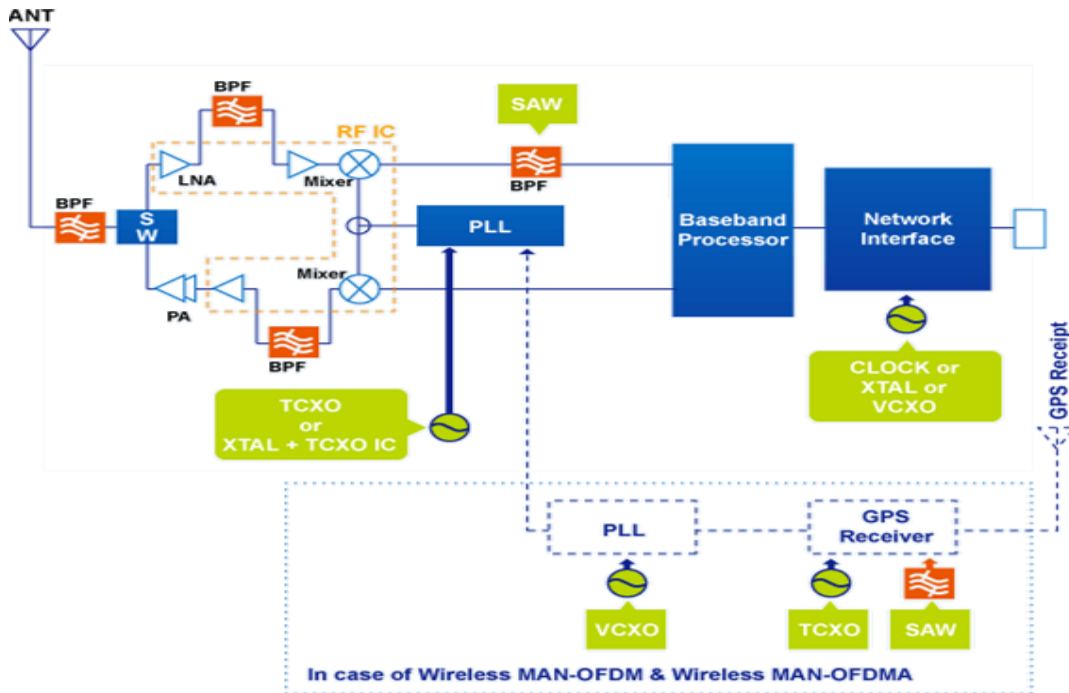 ANT
BPF
SAW
RF IC
LNA
Mixer
BPF
BPF
S
W
PLL
Baseband
Processor
Network
Interface
Mixer
PA
BPF
TCXO
or
XTAL + TCXO IC
CLOCK or
XTAL or
VCXO
GPS Receipt
PLL
GPS
Receiver
VCXO
TCXO
SAW
In case of Wireless MAN-OFDM & Wireless MAN-OFDMA